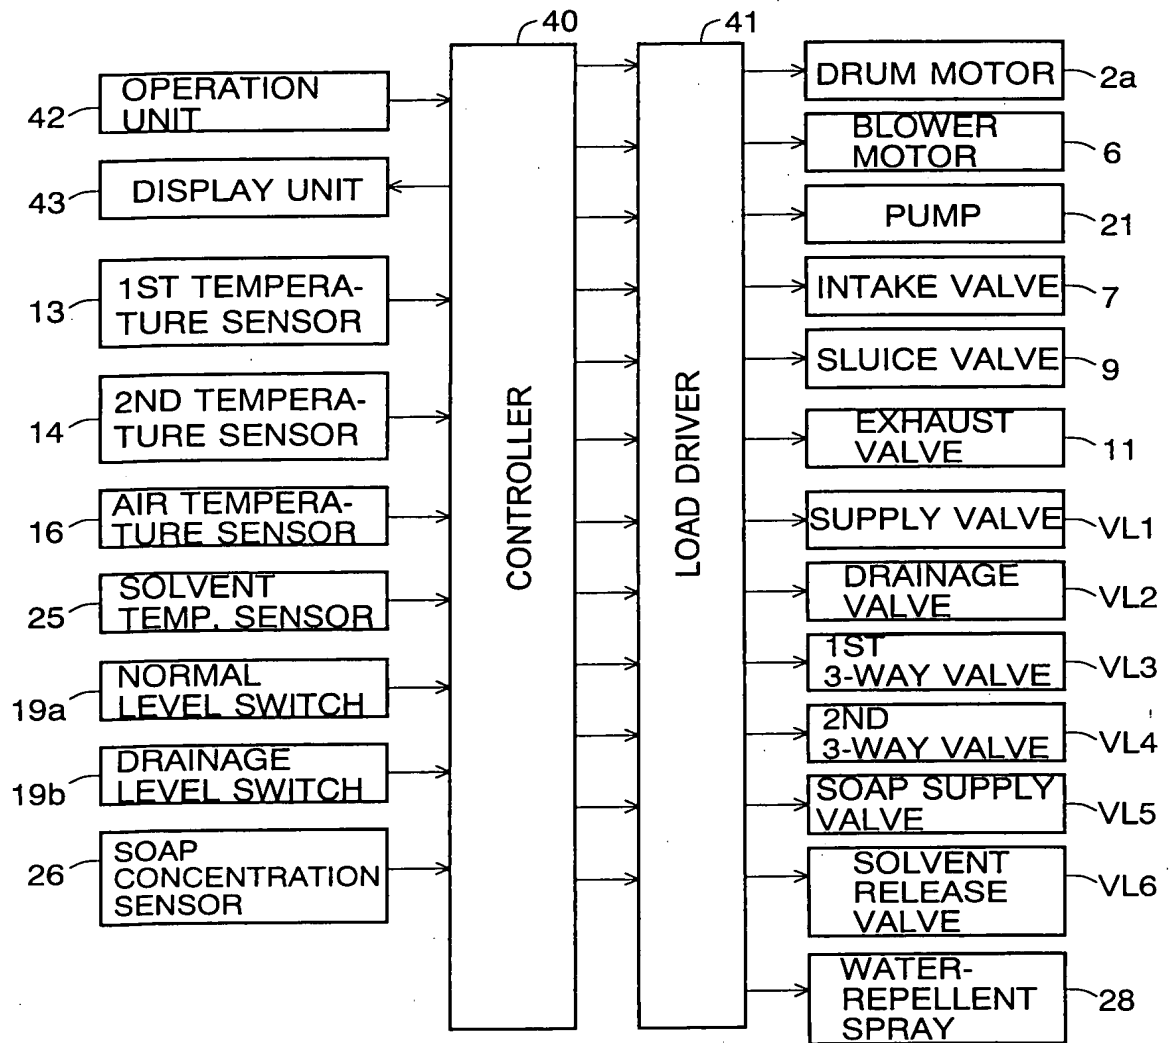 40
41
42
OPERATION
UNIT
43
DISPLAY UNIT
13
1ST TEMPERA-
TURE SENSOR
14
2ND TEMPERA-
TURE SENSOR
16
AIR TEMPERA-
TURE SENSOR
25
SOLVENT
TEMP. SENSOR
19a
NORMAL
LEVEL SWITCH
19b
DRAINAGE
LEVEL SWITCH
26
SOAP
CONCENTRATION
SENSOR
CONTROLLER
LOAD DRIVER
DRUM MOTOR
2a
BLOWER
MOTOR
6
PUMP
21
INTAKE VALVE
7
SLUICE VALVE
9
EXHAUST
VALVE
11
SUPPLY VALVE
VL1
DRAINAGE
VALVE
VL2
1ST
3-WAY VALVE
VL3
2ND
3-WAY VALVE
VL4
SOAP SUPPLY
VALVE
VL5
SOLVENT
RELEASE
VALVE
VL6
WATER-
REPELLENT
SPRAY
28